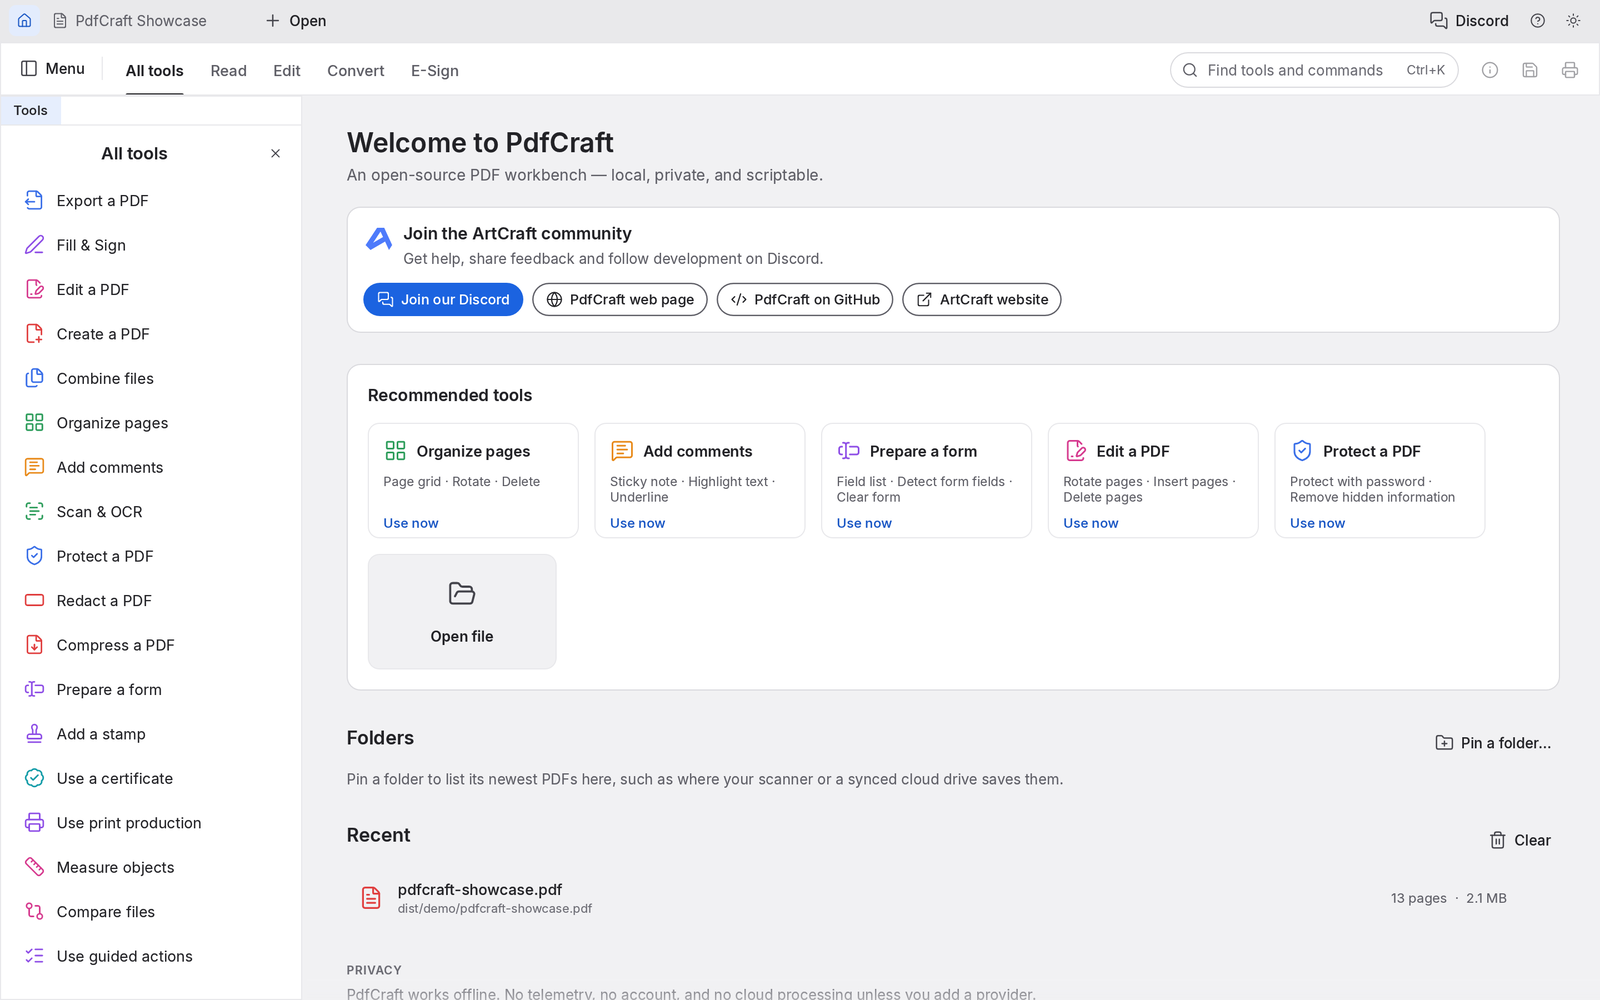 PdfCraft Showcase
Open
Discord
Menu
All tools
Read
Edit
Convert
E-Sign
Find tools and commands
Ctrl+K
Tools
All tools
Export a PDF
Fill & Sign
Edit a PDF
Create a PDF
Combine files
Organize pages
Add comments
Scan & OCR
Protect a PDF
Redact a PDF
Compress a PDF
Prepare a form
Add a stamp
Use a certificate
Use print production
Measure objects
Compare files
Use guided actions
Welcome to PdfCraft
An open-source PDF workbench — local, private, and scriptable.
Join the ArtCraft community
Get help, share feedback and follow development on Discord.
Join our Discord
PdfCraft web page
PdfCraft on GitHub
ArtCraft website
Recommended tools
Organize pages
Page grid · Rotate · Delete
Use now
Add comments
Sticky note · Highlight text ·
Underline
Use now
Prepare a form
Field list · Detect form fields ·
Clear form
Use now
Edit a PDF
Rotate pages · Insert pages ·
Delete pages
Use now
Protect a PDF
Protect with password ·
Remove hidden information
Use now
Open file
Folders
Pin a folder...
Pin a folder to list its newest PDFs here, such as where your scanner or a synced cloud drive saves them.
Recent
Clear
pdfcraft-showcase.pdf
dist/demo/pdfcraft-showcase.pdf
13 pages · 2.1 MB
PRIVACY
PdfCraft works offline. No telemetry, no account, and no cloud processing unless you add a provider.